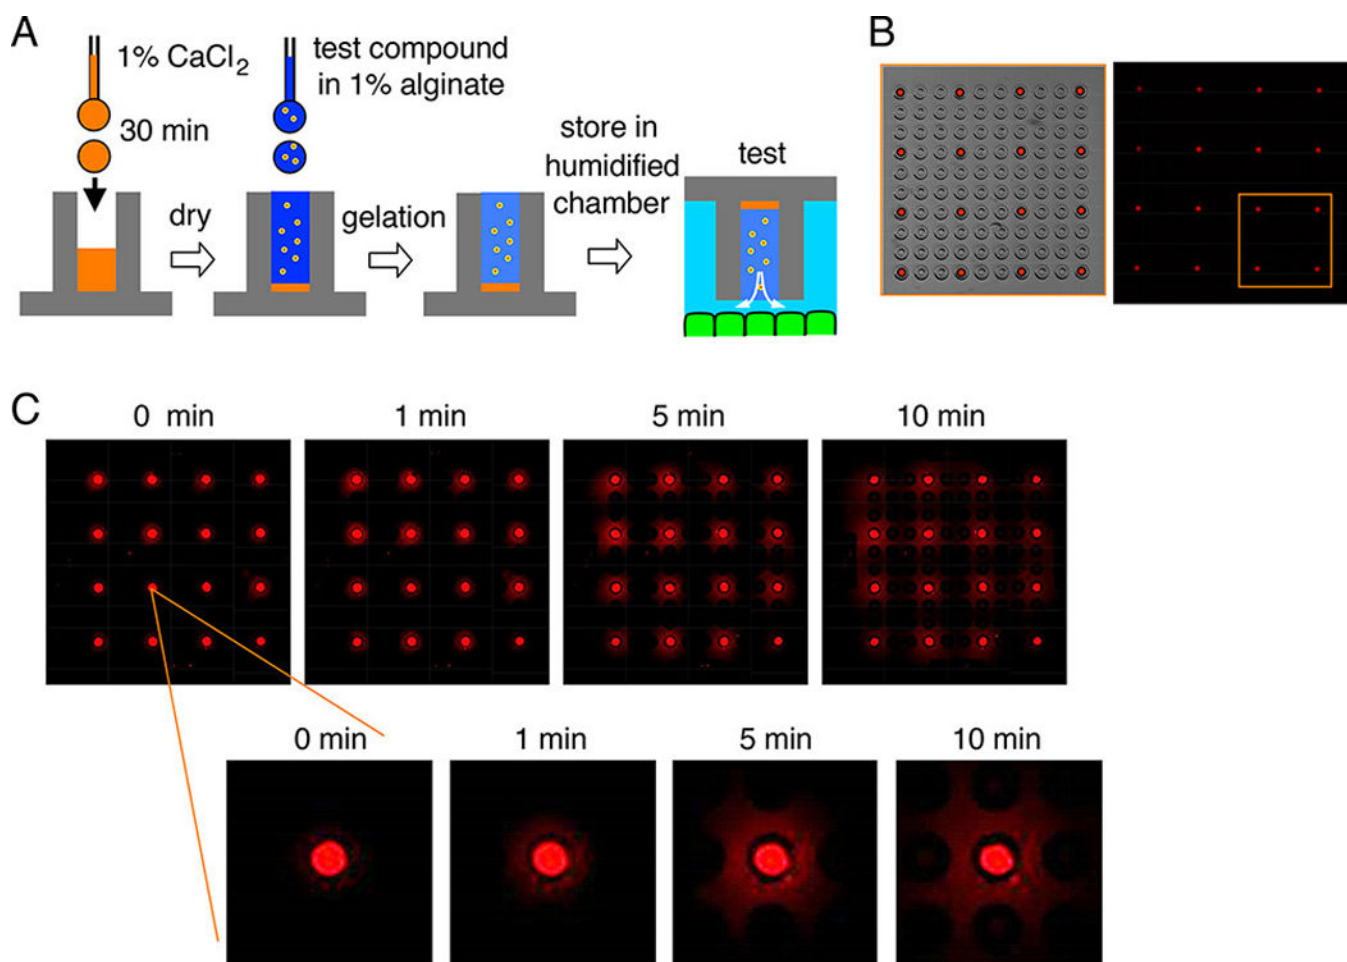 A
1% CaCl₂
30 min
dry
test compound
in 1% alginate
gelation
store in
humidified
chamber
test
B
C
0 min
1 min
5 min
10 min
0 min
1 min
5 min
10 min